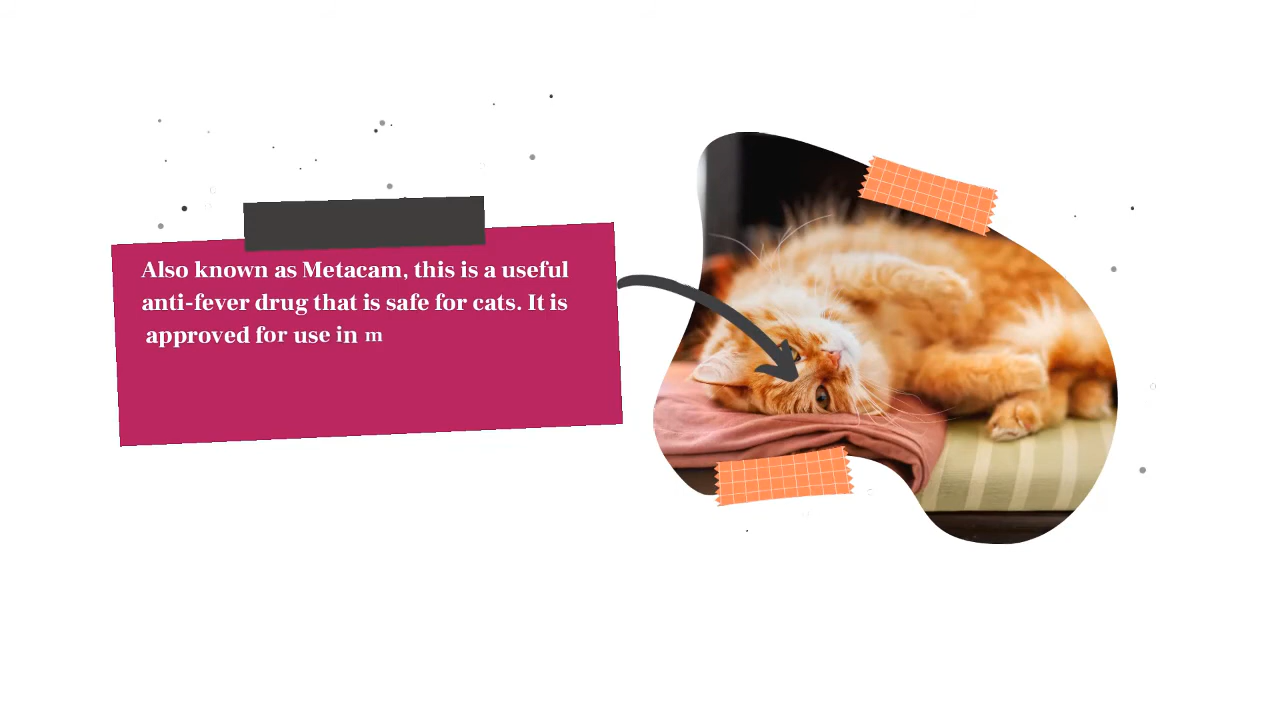 Also known as Metacam, this is a useful
anti-fever drug that is safe for cats. It is
approved for use in m